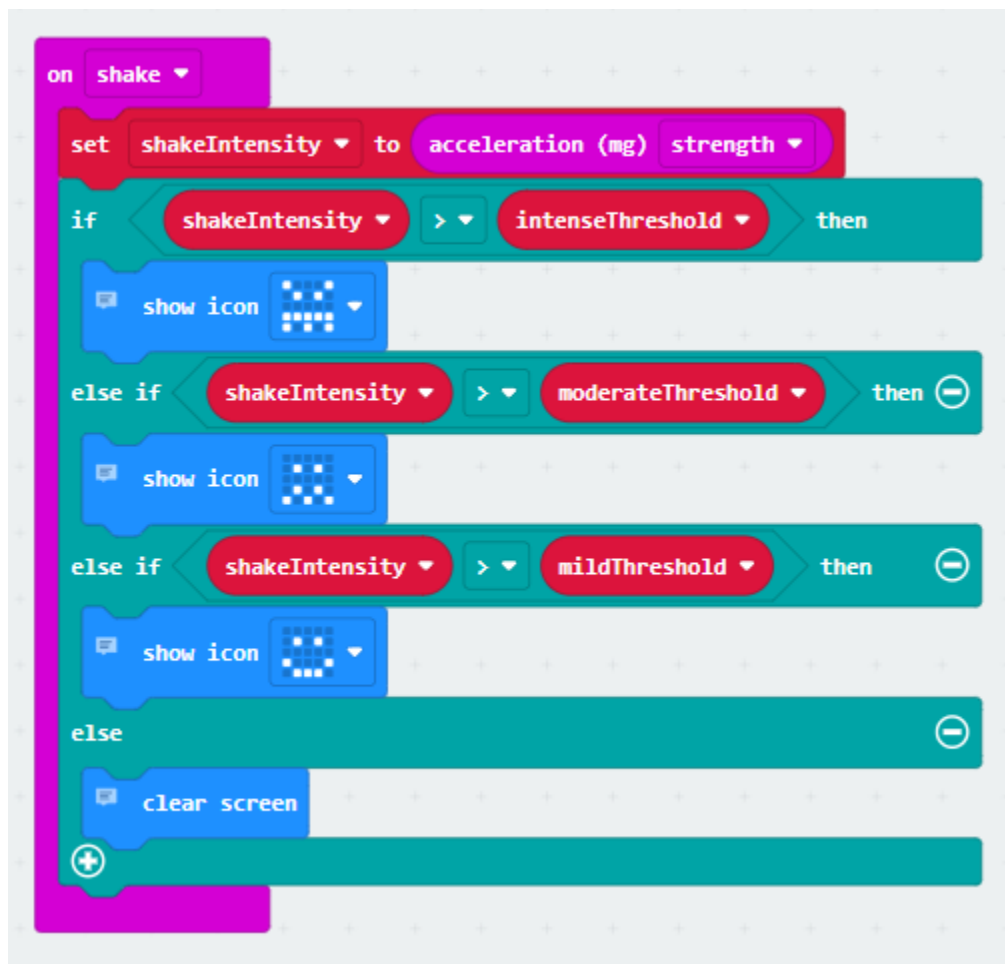 on shake
set shakeIntensity to acceleration (mg) strength
if shakeIntensity > intenseThreshold then
show icon
else if shakeIntensity > moderateThreshold then
show icon
else if shakeIntensity > mildThreshold then
show icon
else
clear screen